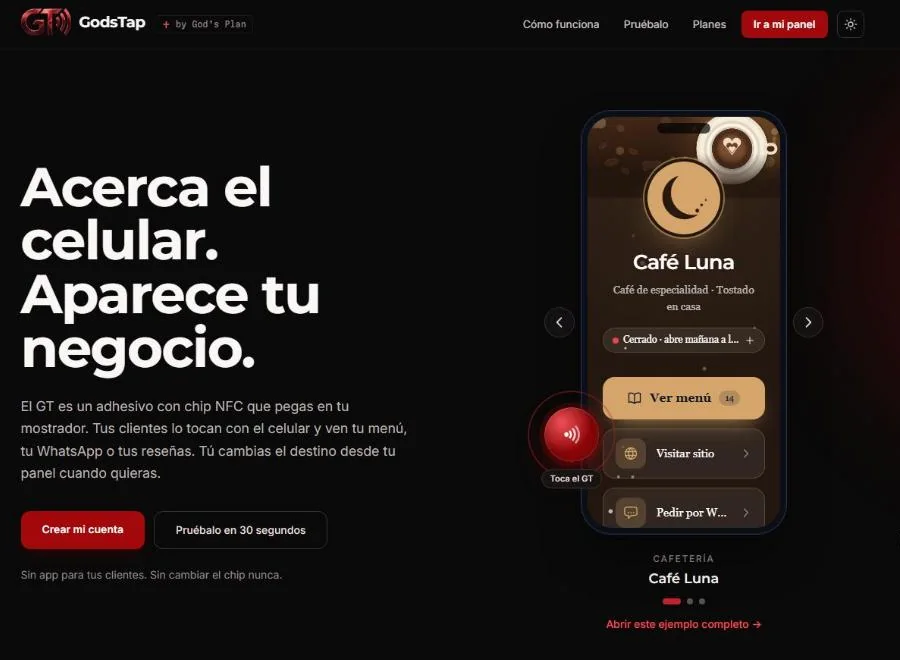 GT
GodsTap
+ by God's Plan
Cómo funciona
Pruébalo
Planes
Ir a mi panel
Acerca el
celular.
Aparece tu
negocio.
El GT es un adhesivo con chip NFC que pegas en tu
mostrador. Tus clientes lo tocan con el celular y ven tu menú,
tu WhatsApp o tus reseñas. Tú cambias el destino desde tu
panel cuando quieras.
Crear mi cuenta
Pruébalo en 30 segundos
Sin app para tus clientes. Sin cambiar el chip nunca.
Café Luna
Café de especialidad · Tostado
en casa
Cerrado · abre mañana a l... +
Ver menú 14
Visitar sitio
Pedir por W...
Toca el GT
CAFETERÍA
Café Luna
Abrir este ejemplo completo →